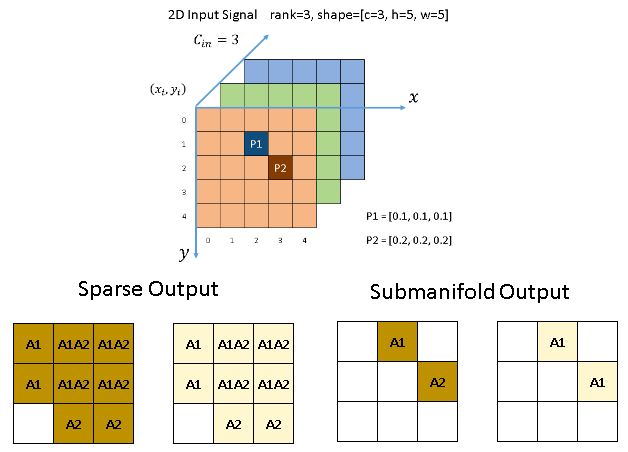 2D Input Signal rank=3, shape=[c=3, h=5, w=5]
C_in = 3
(x_i, y_i)
x
0
1
P1
2
P2
3
4
P1 = [0.1, 0.1, 0.1]
0 1 2 3 4
P2 = [0.2, 0.2, 0.2]
y
Sparse Output
Submanifold Output
A1 A1A2 A1A2
A1 A1A2 A1A2
A2 A2
A1 A1A2 A1A2
A1 A1A2 A1A2
A2 A2
A1
A2
A1
A1